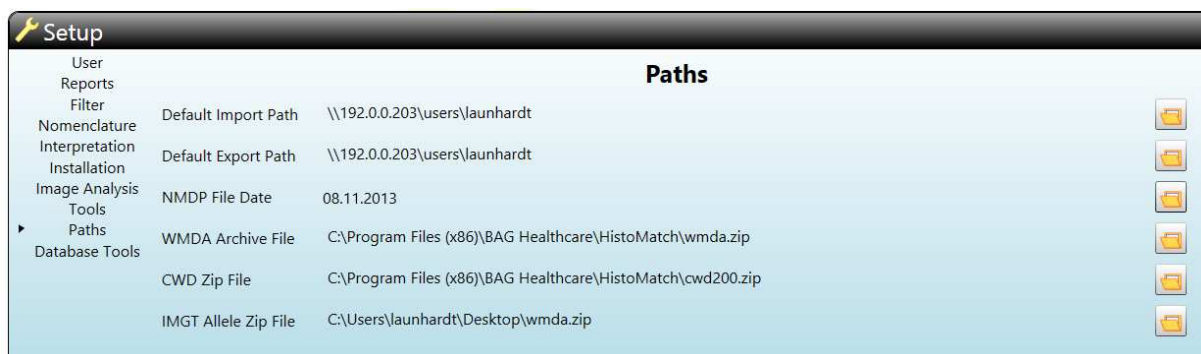 Setup
User
Reports
Filter
Nomenclature
Interpretation
Installation
Image Analysis
Tools
Paths
Database Tools
Paths
Default Import Path \\192.0.0.203\users\launhardt
Default Export Path \\192.0.0.203\users\launhardt
NMDP File Date 08.11.2013
WMDA Archive File C:\Program Files (x86)\BAG Healthcare\HistoMatch\wmda.zip
CWD Zip File C:\Program Files (x86)\BAG Healthcare\HistoMatch\cwd200.zip
IMGT Allele Zip File C:\Users\launhardt\Desktop\wmda.zip